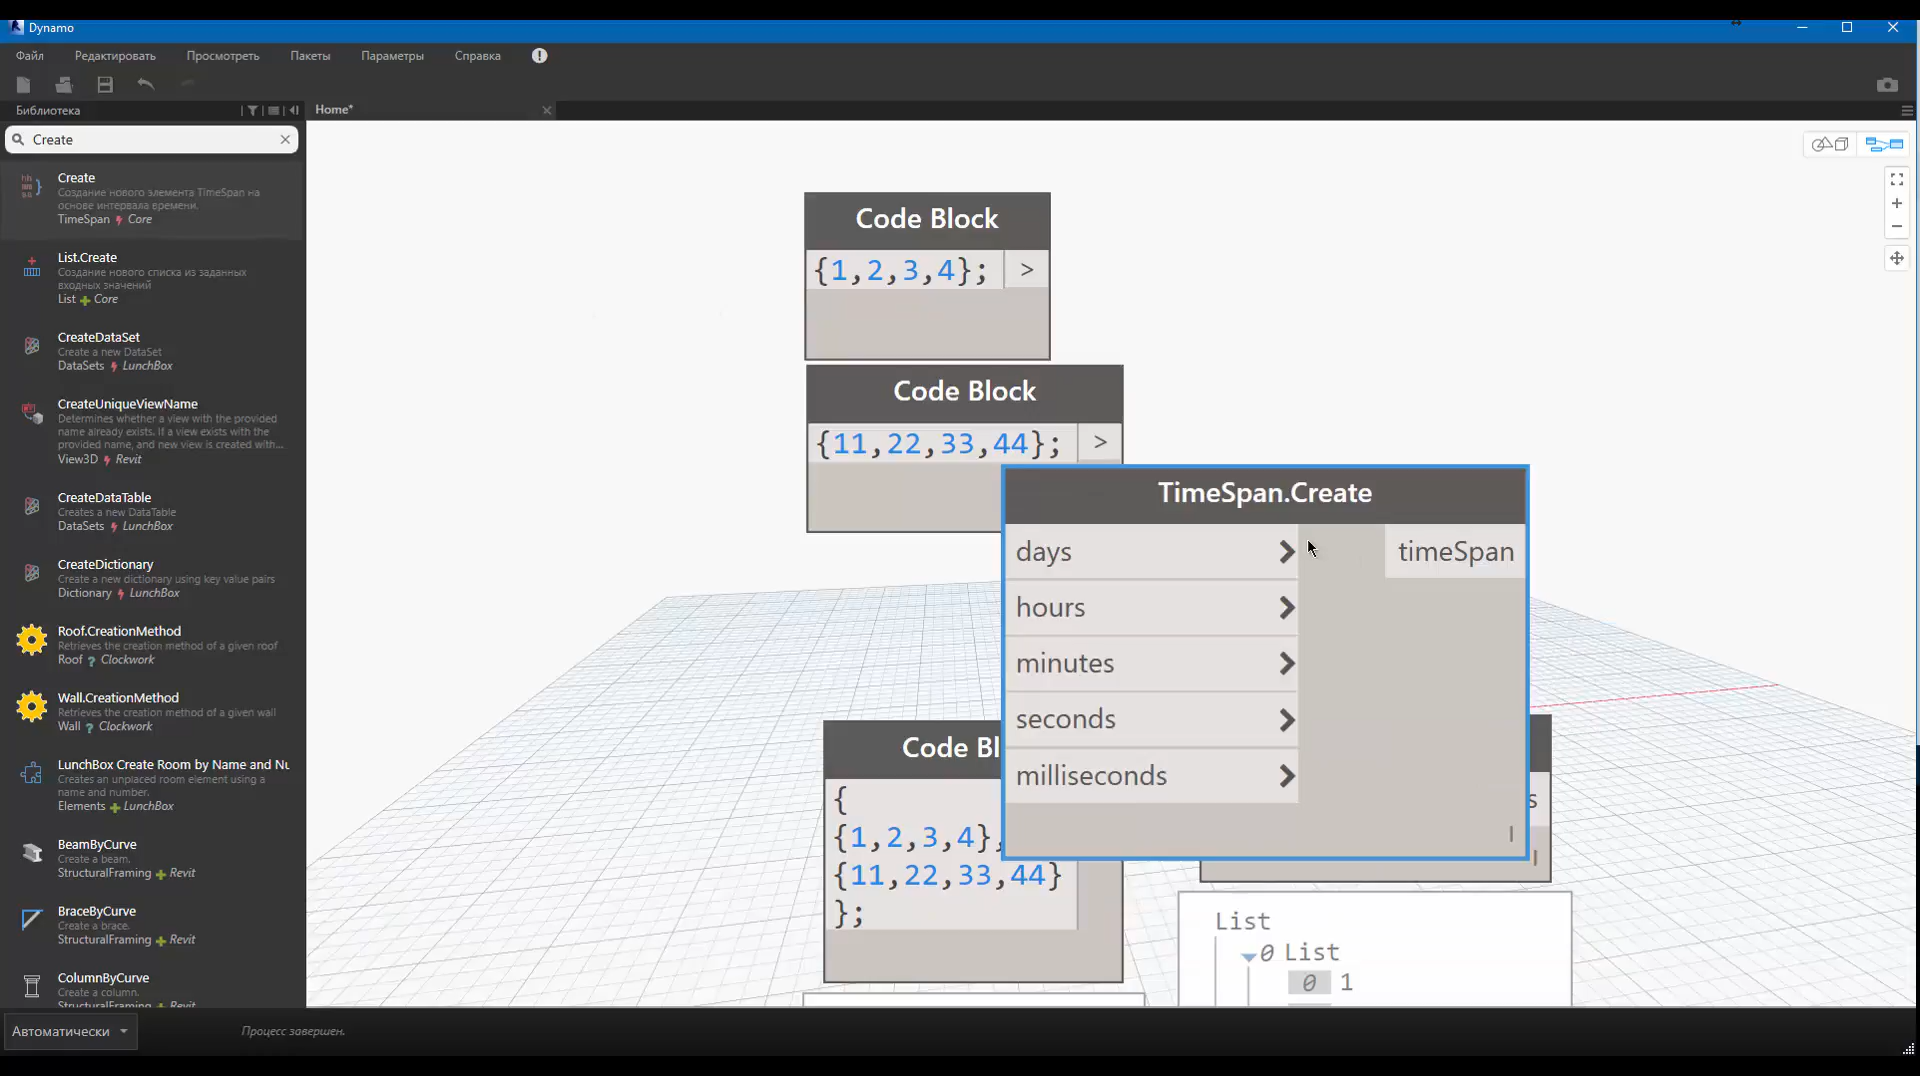 Dynamo
Файл Редактировать Просмотреть Пакеты Параметры Справка
Библиотека
Home*
Create
Create
Создание нового элемента TimeSpan на
основе интервала времени.
TimeSpan Core
List.Create
Создание нового списка из заданных
входных значений
List Core
CreateDataSet
Create a new DataSet
DataSets LunchBox
CreateUniqueViewName
Determines whether a view with the provided
name already exists. If a view exists with the
provided name, and new view is created with...
View3D Revit
CreateDataTable
Creates a new DataTable
DataSets LunchBox
CreateDictionary
Create a new dictionary using key value pairs
Dictionary LunchBox
Roof.CreationMethod
Retrieves the creation method of a given roof
Roof ? Clockwork
Wall.CreationMethod
Retrieves the creation method of a given wall
Wall ? Clockwork
LunchBox Create Room by Name and Nu
Creates an unplaced room element using a
name and number.
Elements LunchBox
BeamByCurve
Create a beam.
StructuralFraming Revit
BraceByCurve
Create a brace.
StructuralFraming Revit
ColumnByCurve
Create a column.
StructuralFraming Revit
Code Block
{1,2,3,4}; >
Code Block
{11,22,33,44}; >
TimeSpan.Create
days timeSpan
hours
minutes
seconds
milliseconds
Code Bl
{
{1,2,3,4},
{11,22,33,44}
};
s
List
0 List
0 1
Автоматически
Процесс завершен.